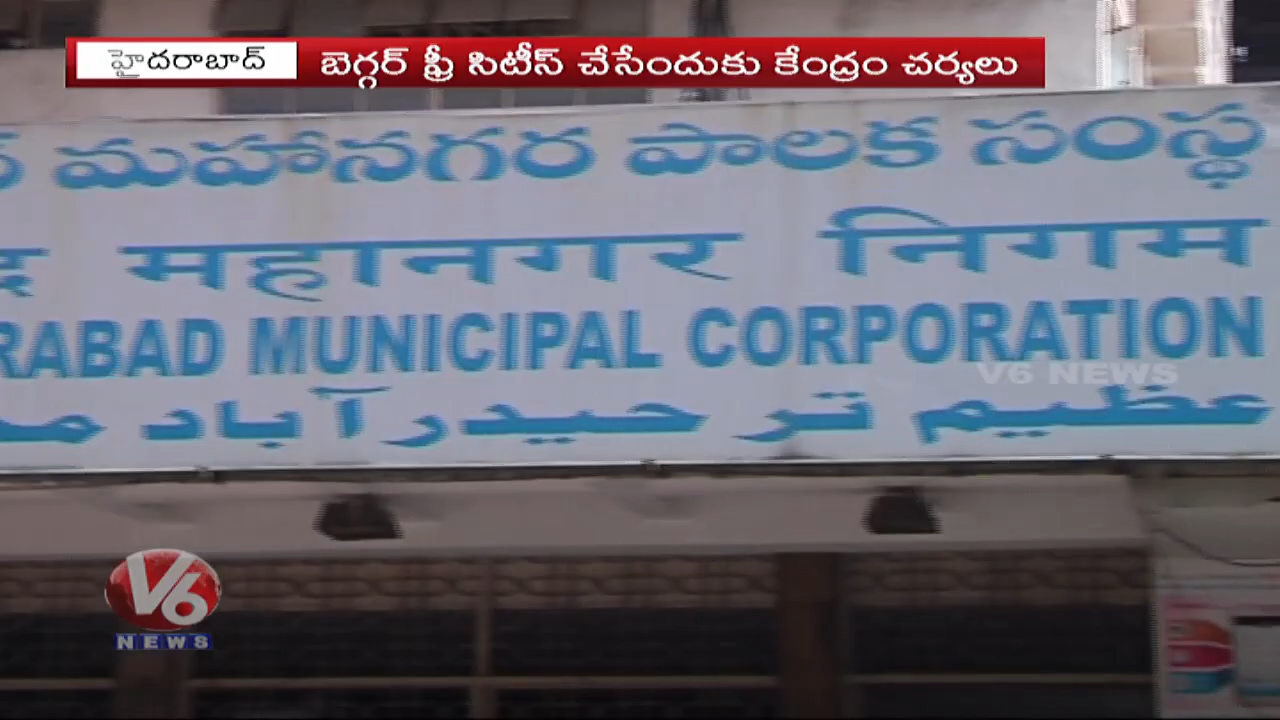 హైదరాబాద్ బెగ్గర్ ఫ్రీ సిటీస్ చేసేందుకు కేంద్రం చర్యలు
మహానగర పాలక సంస్థ
महानगर निगम
RABAD MUNICIPAL CORPORATION
V6 NEWS
عظیم تر حیدرآباد
V6
NEWS